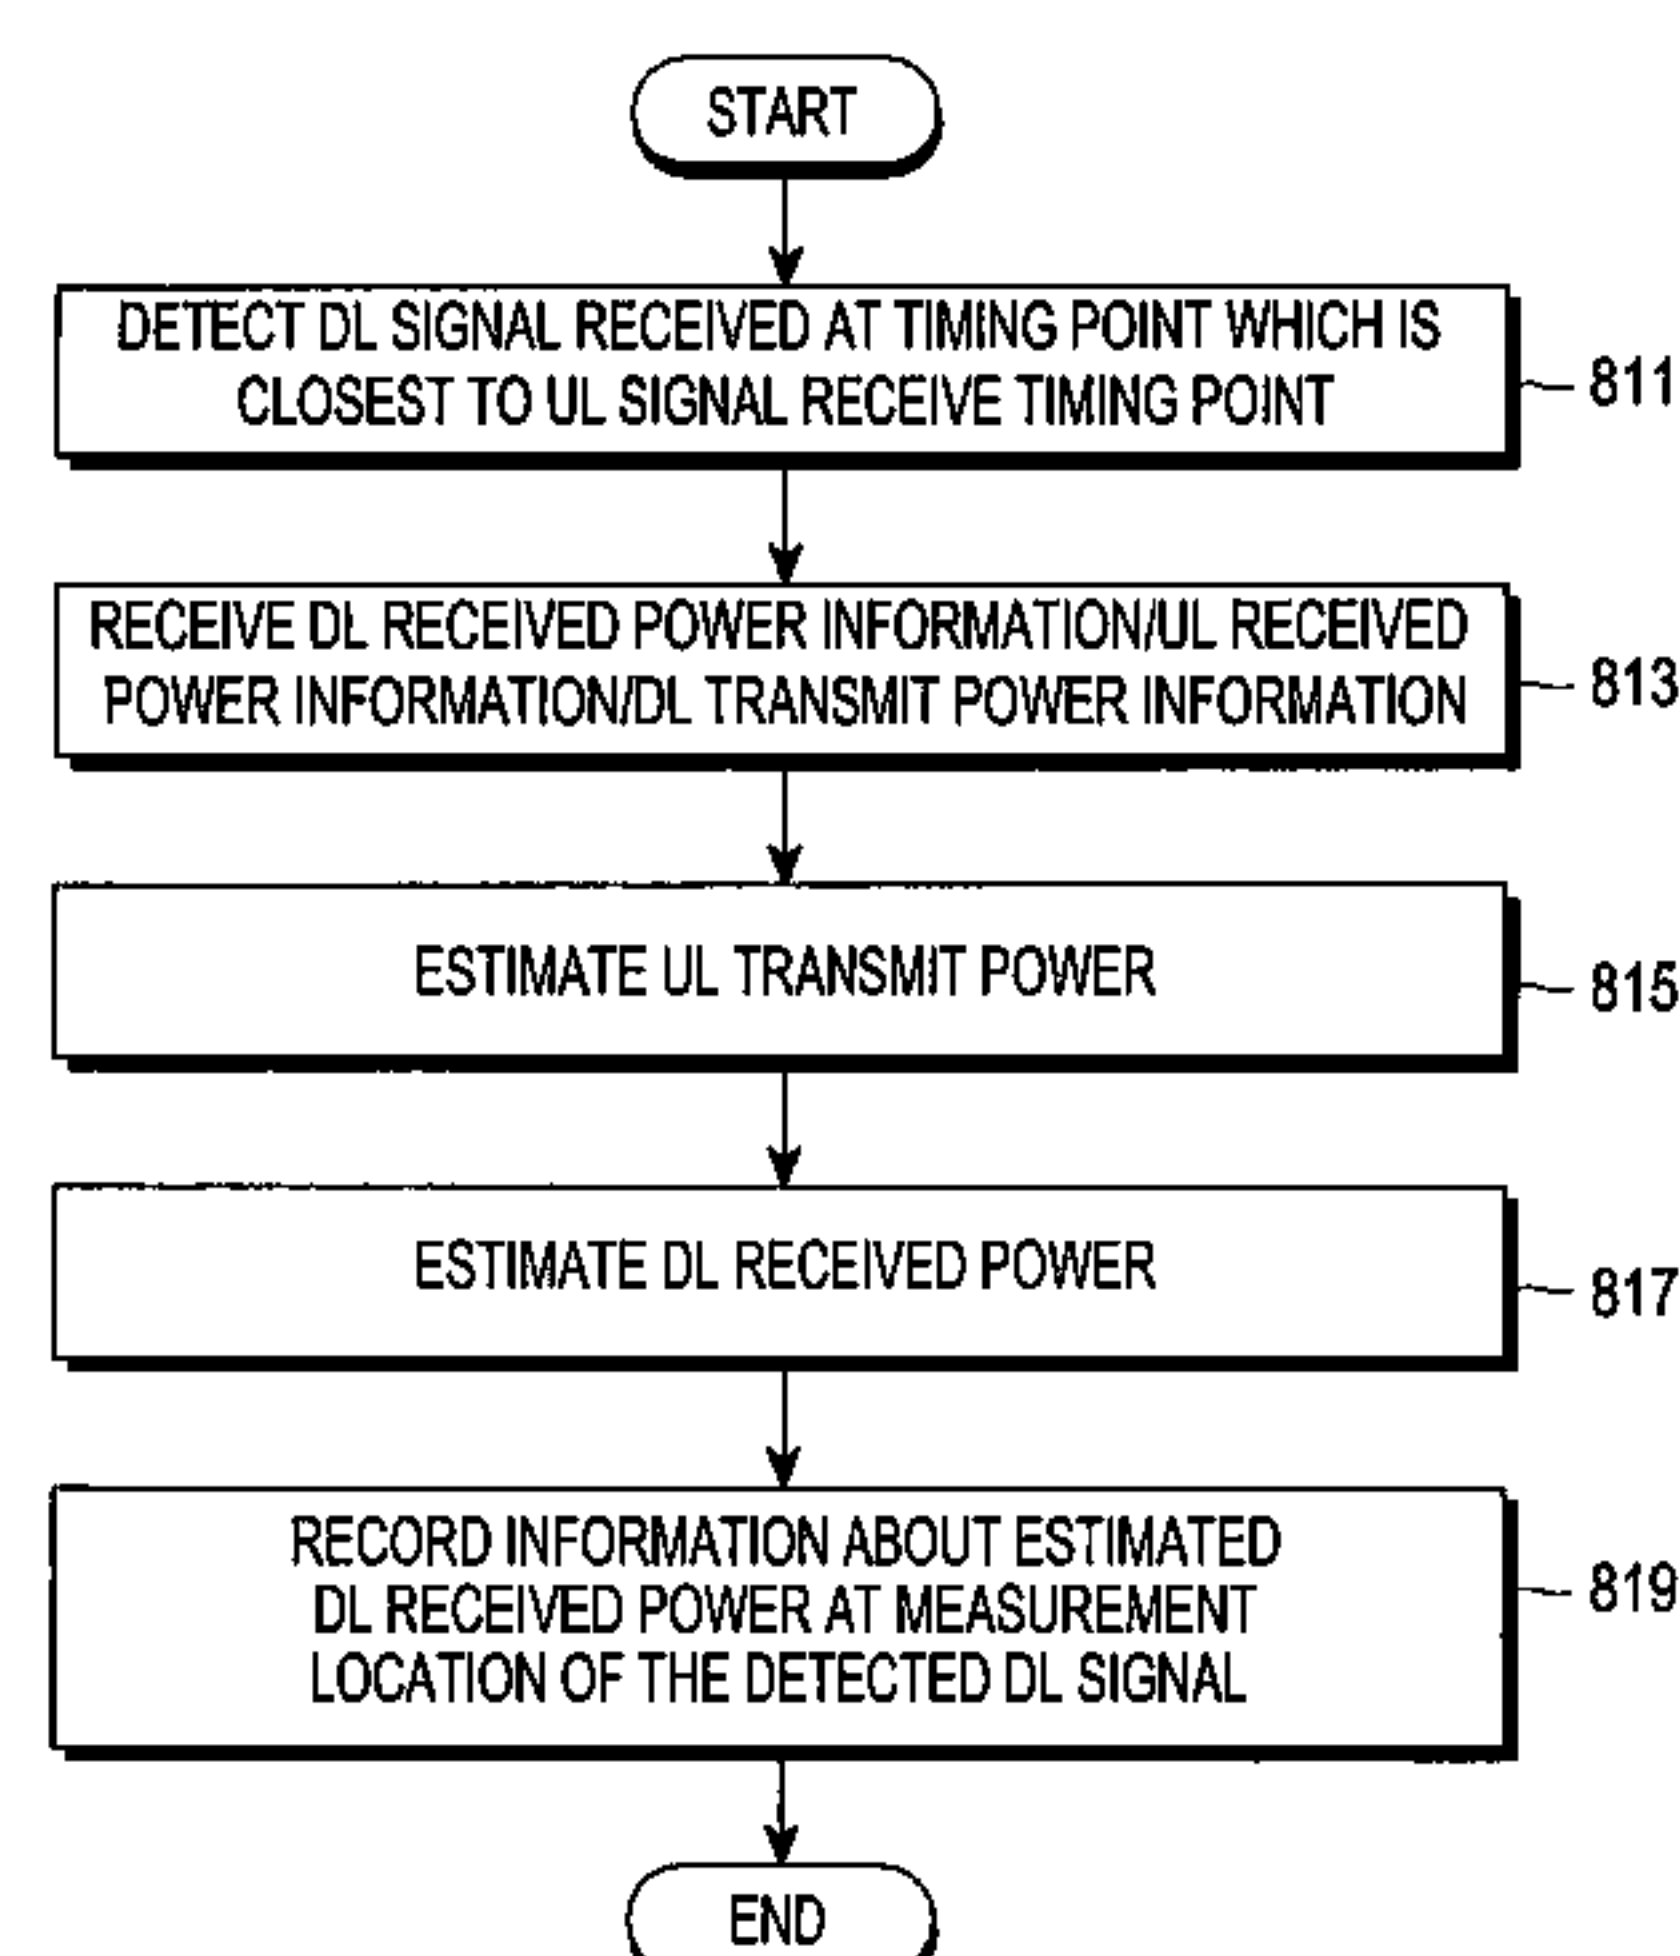 START
DETECT DL SIGNAL RECEIVED AT TIMING POINT WHICH IS
CLOSEST TO UL SIGNAL RECEIVE TIMING POINT
811
RECEIVE DL RECEIVED POWER INFORMATION/UL RECEIVED
POWER INFORMATION/DL TRANSMIT POWER INFORMATION
813
ESTIMATE UL TRANSMIT POWER
815
ESTIMATE DL RECEIVED POWER
817
RECORD INFORMATION ABOUT ESTIMATED
DL RECEIVED POWER AT MEASUREMENT
LOCATION OF THE DETECTED DL SIGNAL
819
END